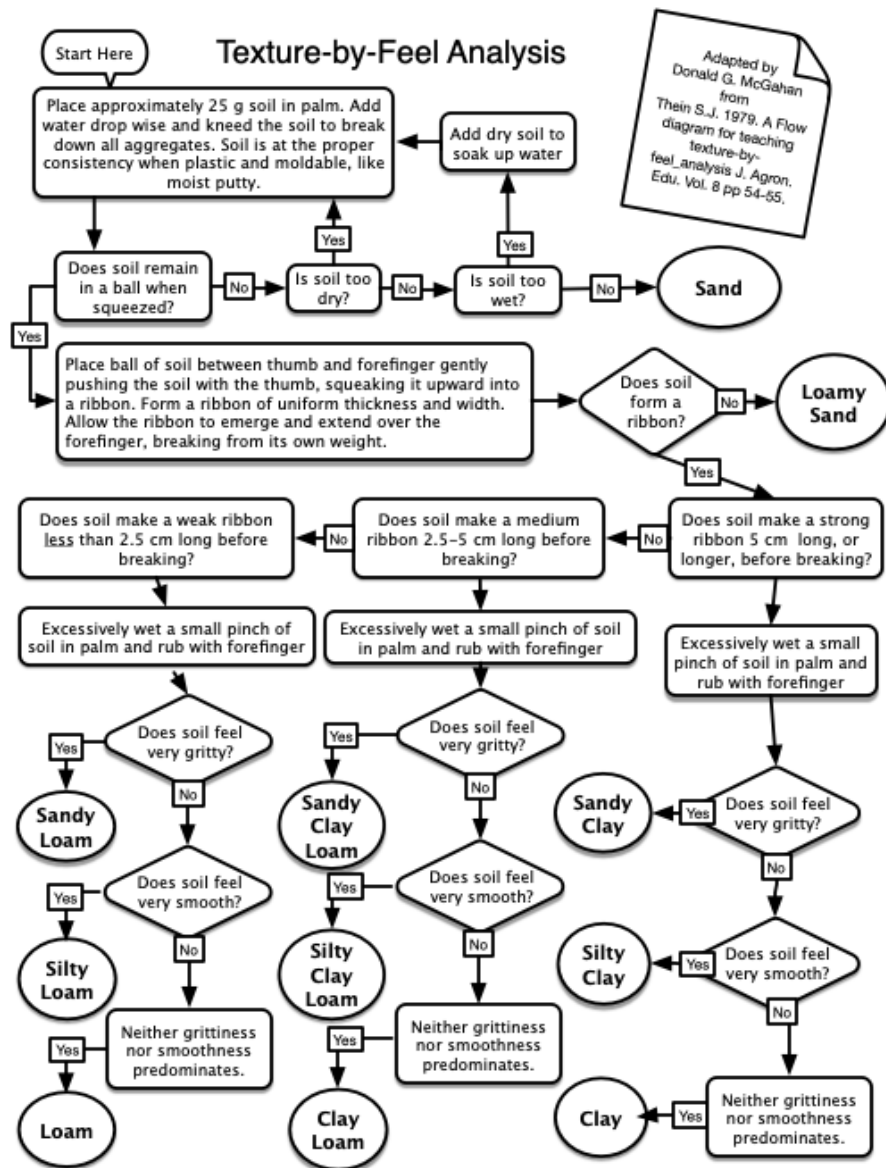 Start Here
Texture-by-Feel Analysis
Adapted by
Donald G. McGahan
from
Thein S.J. 1979. A Flow
diagram for teaching
texture-by-
feel_analysis J. Agron.
Edu. Vol. 8 pp 54-55.
Place approximately 25 g soil in palm. Add
water drop wise and kneed the soil to break
down all aggregates. Soil is at the proper
consistency when plastic and moldable, like
moist putty.
Add dry soil to
soak up water
Yes
Yes
Does soil remain
in a ball when
squeezed?
No
Is soil too
dry?
No
Is soil too
wet?
No
Sand
Yes
Place ball of soil between thumb and forefinger gently
pushing the soil with the thumb, squeaking it upward into
a ribbon. Form a ribbon of uniform thickness and width.
Allow the ribbon to emerge and extend over the
forefinger, breaking from its own weight.
Does soil
form a
ribbon?
No
Loamy
Sand
Yes
Does soil make a weak ribbon
less than 2.5 cm long before
breaking?
No
Does soil make a medium
ribbon 2.5-5 cm long before
breaking?
No
Does soil make a strong
ribbon 5 cm long, or
longer, before breaking?
Excessively wet a small pinch of
soil in palm and rub with forefinger
Excessively wet a small pinch of soil
in palm and rub with forefinger
Excessively wet a small
pinch of soil in palm and
rub with forefinger
Does soil feel
very gritty?
Yes
Sandy
Loam
No
Does soil feel
very smooth?
Yes
Silty
Loam
No
Neither grittiness
nor smoothness
predominates.
Yes
Loam
Does soil feel
very gritty?
Yes
Sandy
Clay
Loam
No
Does soil feel
very smooth?
Yes
Silty
Clay
Loam
No
Neither grittiness
nor smoothness
predominates.
Yes
Clay
Loam
Does soil feel
very gritty?
Yes
Sandy
Clay
No
Does soil feel
very smooth?
Yes
Silty
Clay
No
Neither grittiness
nor smoothness
predominates.
Yes
Clay